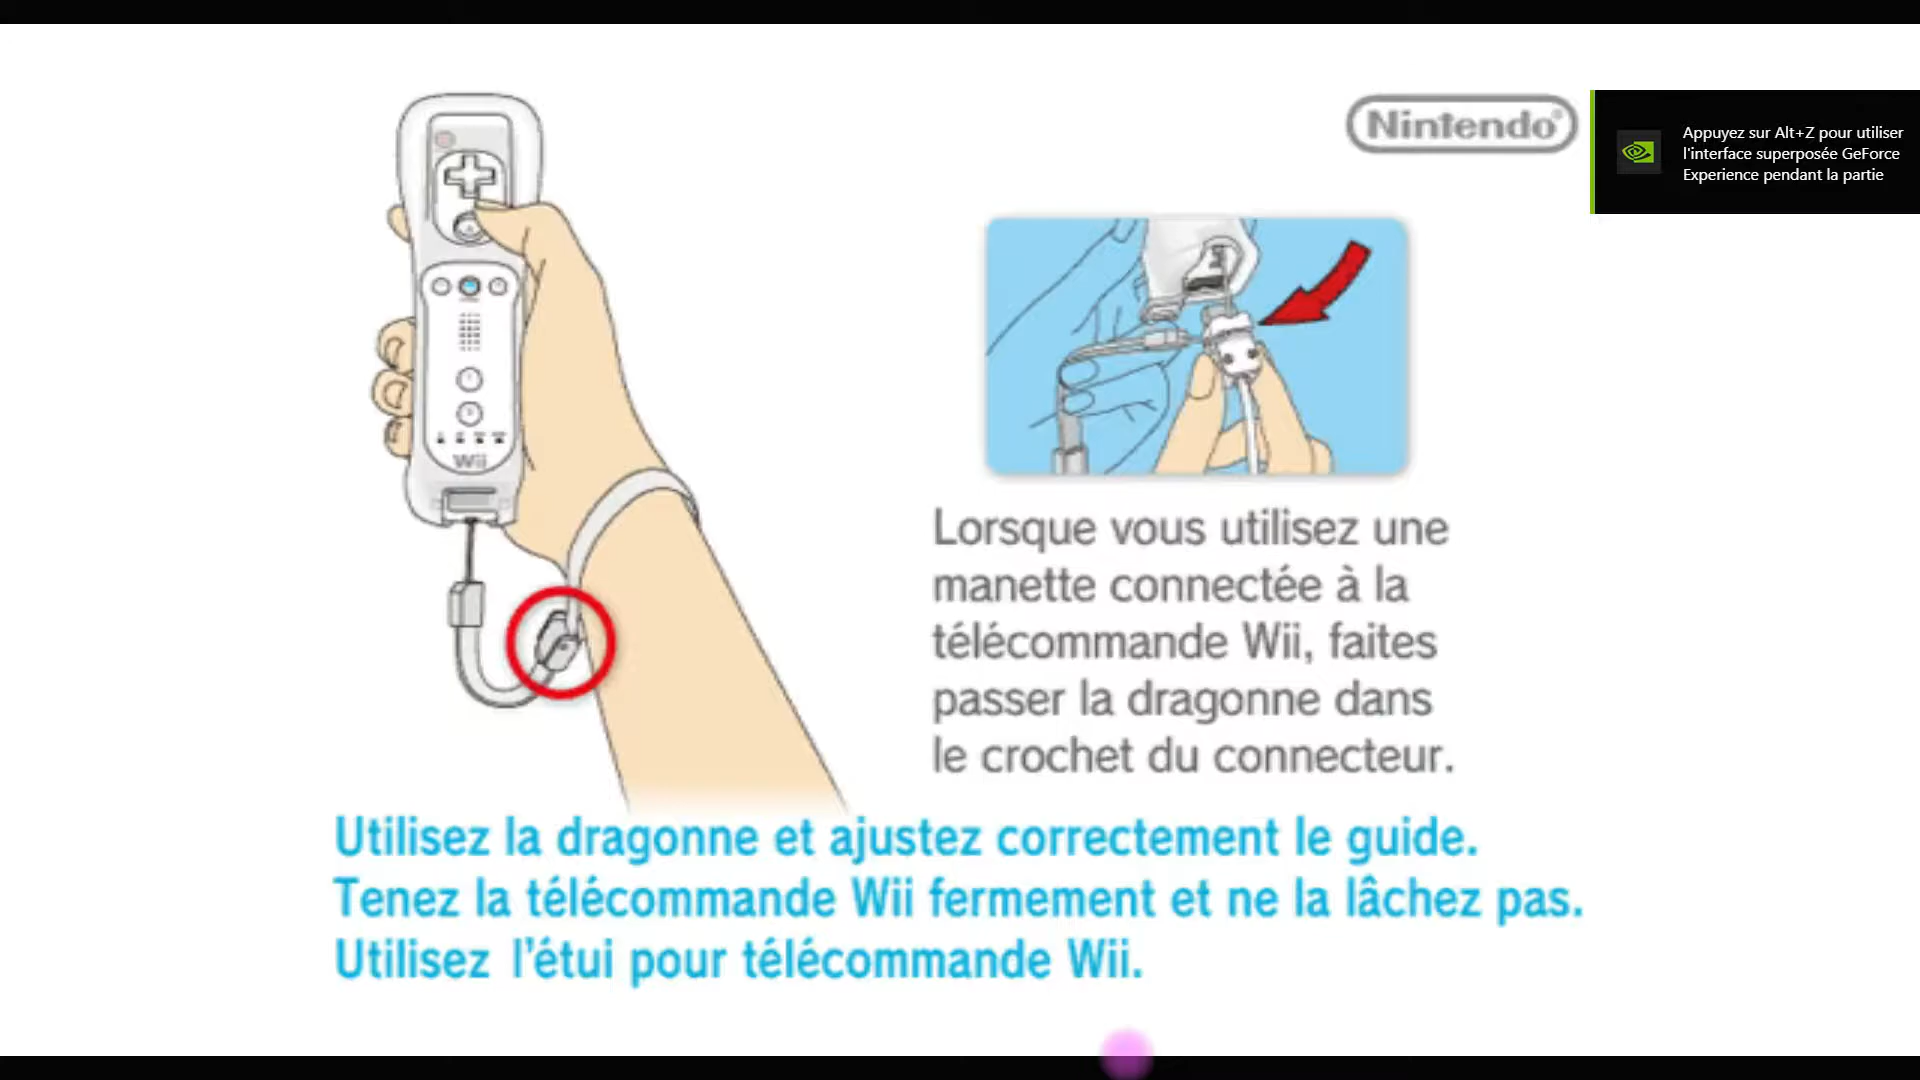 Nintendo®
Appuyez sur Alt+Z pour utiliser
l'interface superposée GeForce
Experience pendant la partie
Wii
Lorsque vous utilisez une
manette connectée à la
télécommande Wii, faites
passer la dragonne dans
le crochet du connecteur.
Utilisez la dragonne et ajustez correctement le guide.
Tenez la télécommande Wii fermement et ne la lâchez pas.
Utilisez l'étui pour télécommande Wii.